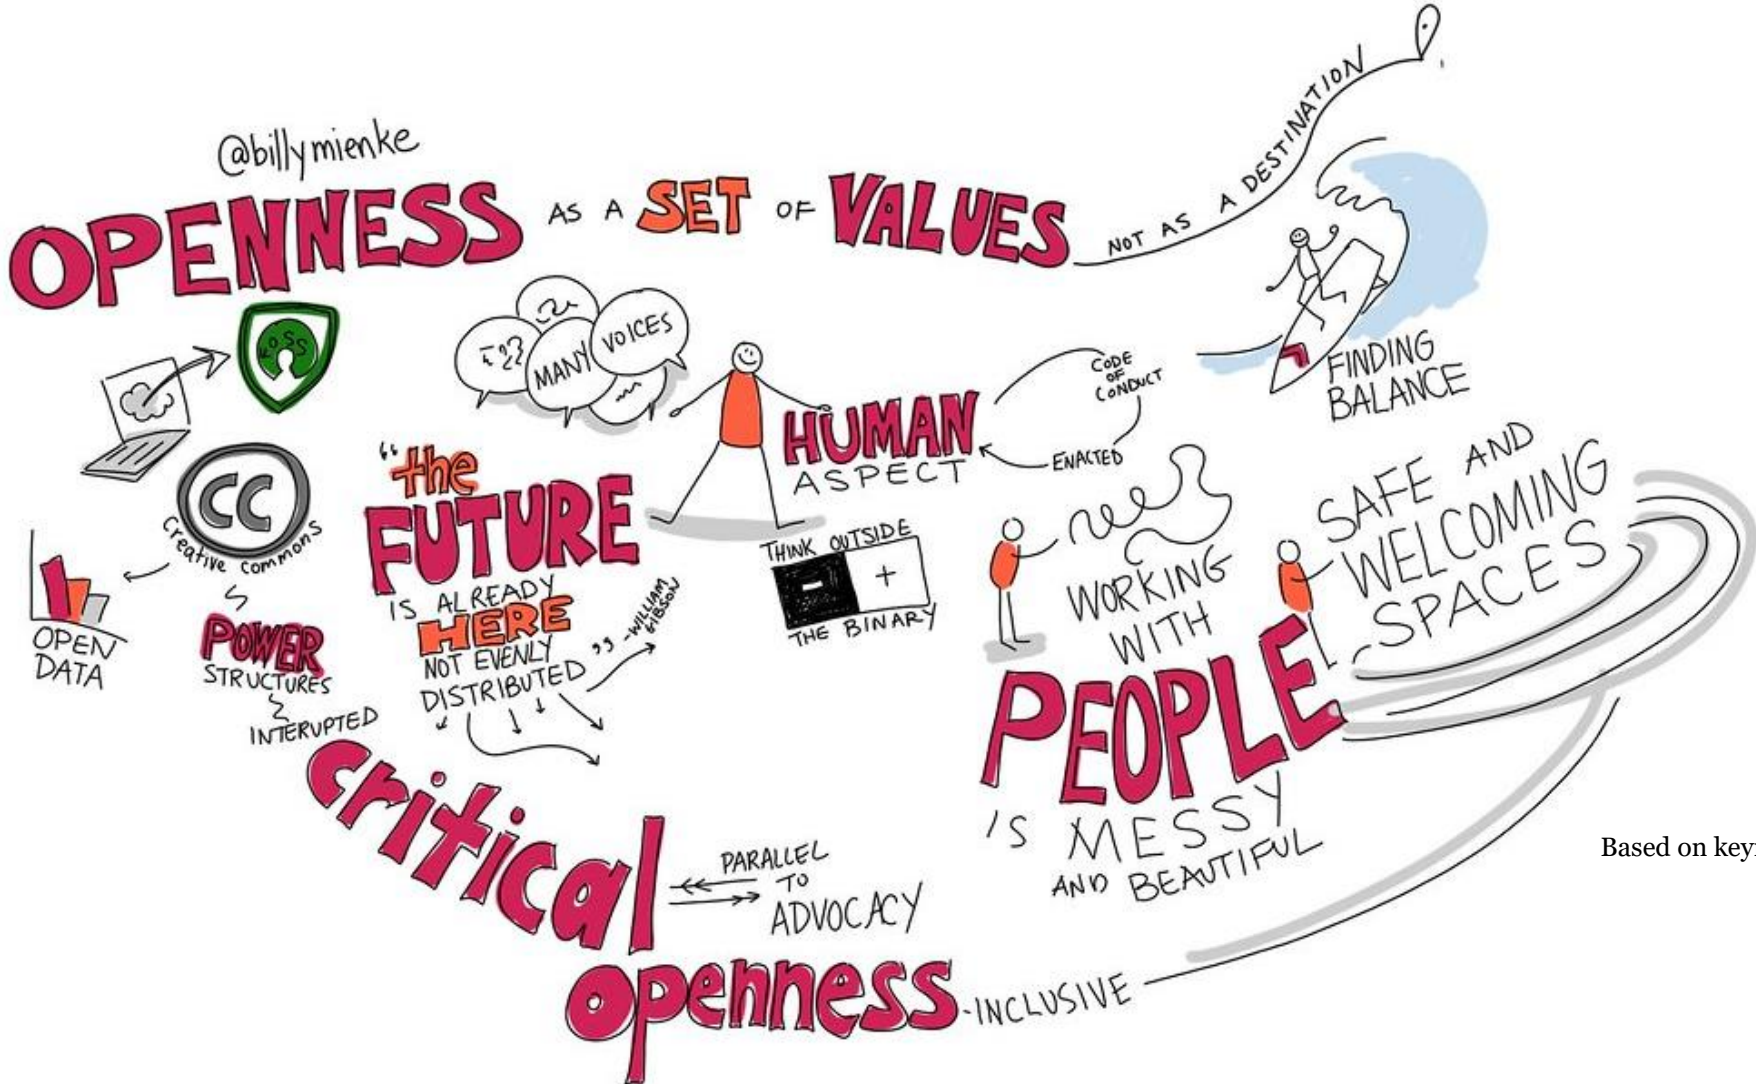 @billymienke
OPENNESS AS A SET OF VALUES NOT AS A DESTINATION
FOSS
MANY VOICES
HUMAN
ASPECT
CODE
OF
CONDUCT
ENACTED
FINDING
BALANCE
CC
creative commons
OPEN
DATA
POWER
STRUCTURES
INTERUPTED
"the
FUTURE
IS ALREADY
HERE
NOT EVENLY
DISTRIBUTED" -WILLIAM
GIBSON
THINK OUTSIDE
- +
THE BINARY
WORKING
WITH
PEOPLE
'S MESSY
AND BEAUTIFUL
SAFE AND
WELCOMING
SPACES
critical
openness - INCLUSIVE
PARALLEL
TO
ADVOCACY
Based on